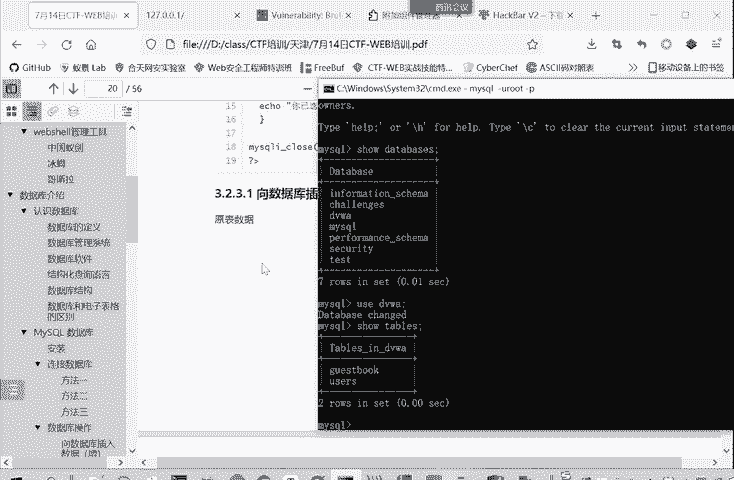 腾讯会议
7月14日CTF-WEB培训.pdf
127.0.0.1/
Vulnerability: Bru
附加组件管理器
HackBar V2 – 下载
file:///D:/class/CTF培训/天津/7月14日CTF-WEB培训.pdf
GitHub
蚁景 Lab
合天网安实验室
Web安全工程师特训班
FreeBuf
CTF-WEB实战技能特...
CyberChef
ASCII码对照表
移动设备上的书签
20 / 56
webshell管理工具
中国蚁剑
冰蝎
哥斯拉
数据库介绍
认识数据库
数据库的定义
数据库管理系统
数据库软件
结构化查询语言
数据库结构
数据库和电子表格
的区别
MySQL 数据库
安装
连接数据库
方法一
方法二
方法三
数据库操作
向数据库插入
数据（增）
15 echo "你已
16 }
17
18 mysqli_close(
19 ?>
3.2.3.1 向数据库插
原表数据
C:\Windows\System32\cmd.exe - mysql -uroot -p
owners.
Type 'help;' or '\h' for help. Type '\c' to clear the current input stateme
mysql> show databases;
Database
information_schema
challenges
dvwa
mysql
performance_schema
security
test
7 rows in set (0.01 sec)
mysql> use dvwa;
Database changed
mysql> show tables;
Tables_in_dvwa
guestbook
users
2 rows in set (0.00 sec)
mysql>